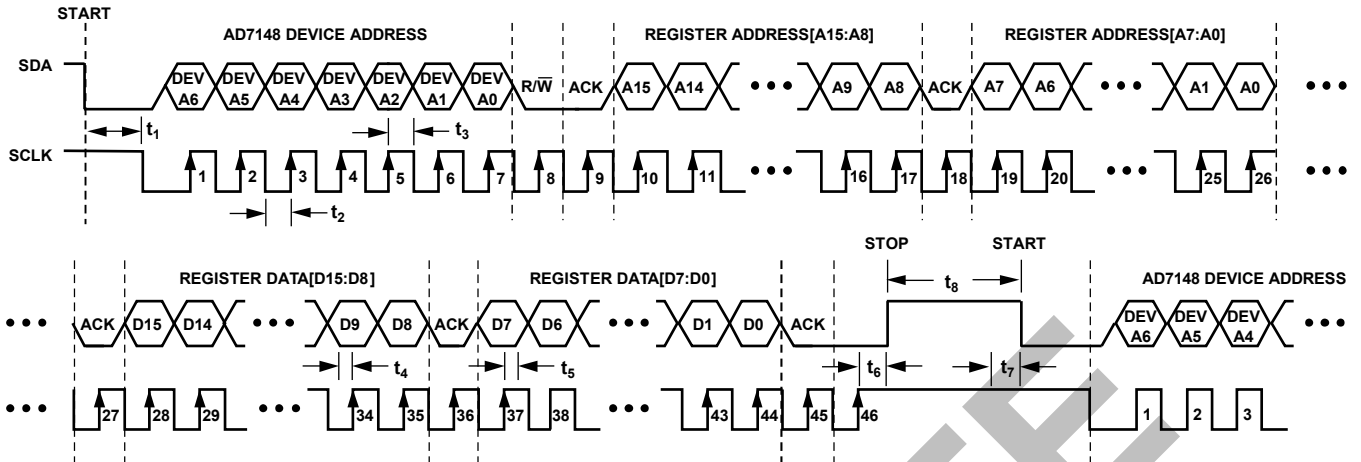 START
AD7148 DEVICE ADDRESS REGISTER ADDRESS[A15:A8] REGISTER ADDRESS[A7:A0]
SDA DEV A6 DEV A5 DEV A4 DEV A3 DEV A2 DEV A1 DEV A0 R/W̅ ACK A15 A14 A9 A8 ACK A7 A6 A1 A0
t1 t3
SCLK 1 2 3 4 5 6 7 8 9 10 11 16 17 18 19 20 25 26
t2
STOP START
REGISTER DATA[D15:D8] REGISTER DATA[D7:D0] t8 AD7148 DEVICE ADDRESS
ACK D15 D14 D9 D8 ACK D7 D6 D1 D0 ACK DEV A6 DEV A5 DEV A4
t4 t5 t6 t7
27 28 29 34 35 36 37 38 43 44 45 46 1 2 3